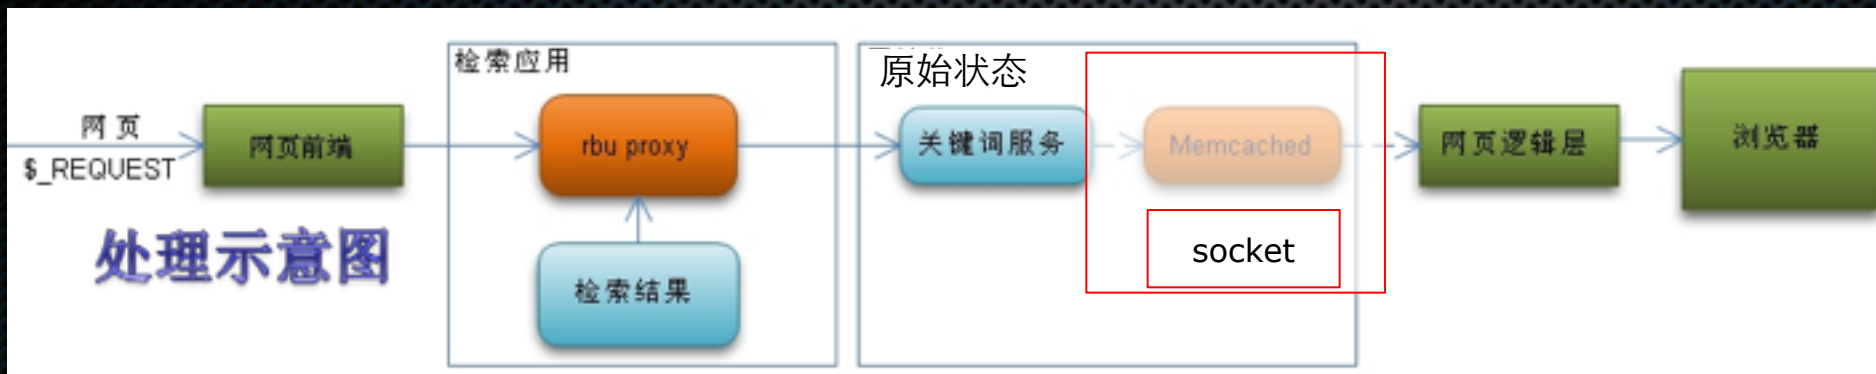 网页
$_REQUEST
网页前端
处理示意图
检索应用
rbu proxy
检索结果
原始状态
关键词服务
Memcached
socket
网页逻辑层
浏览器